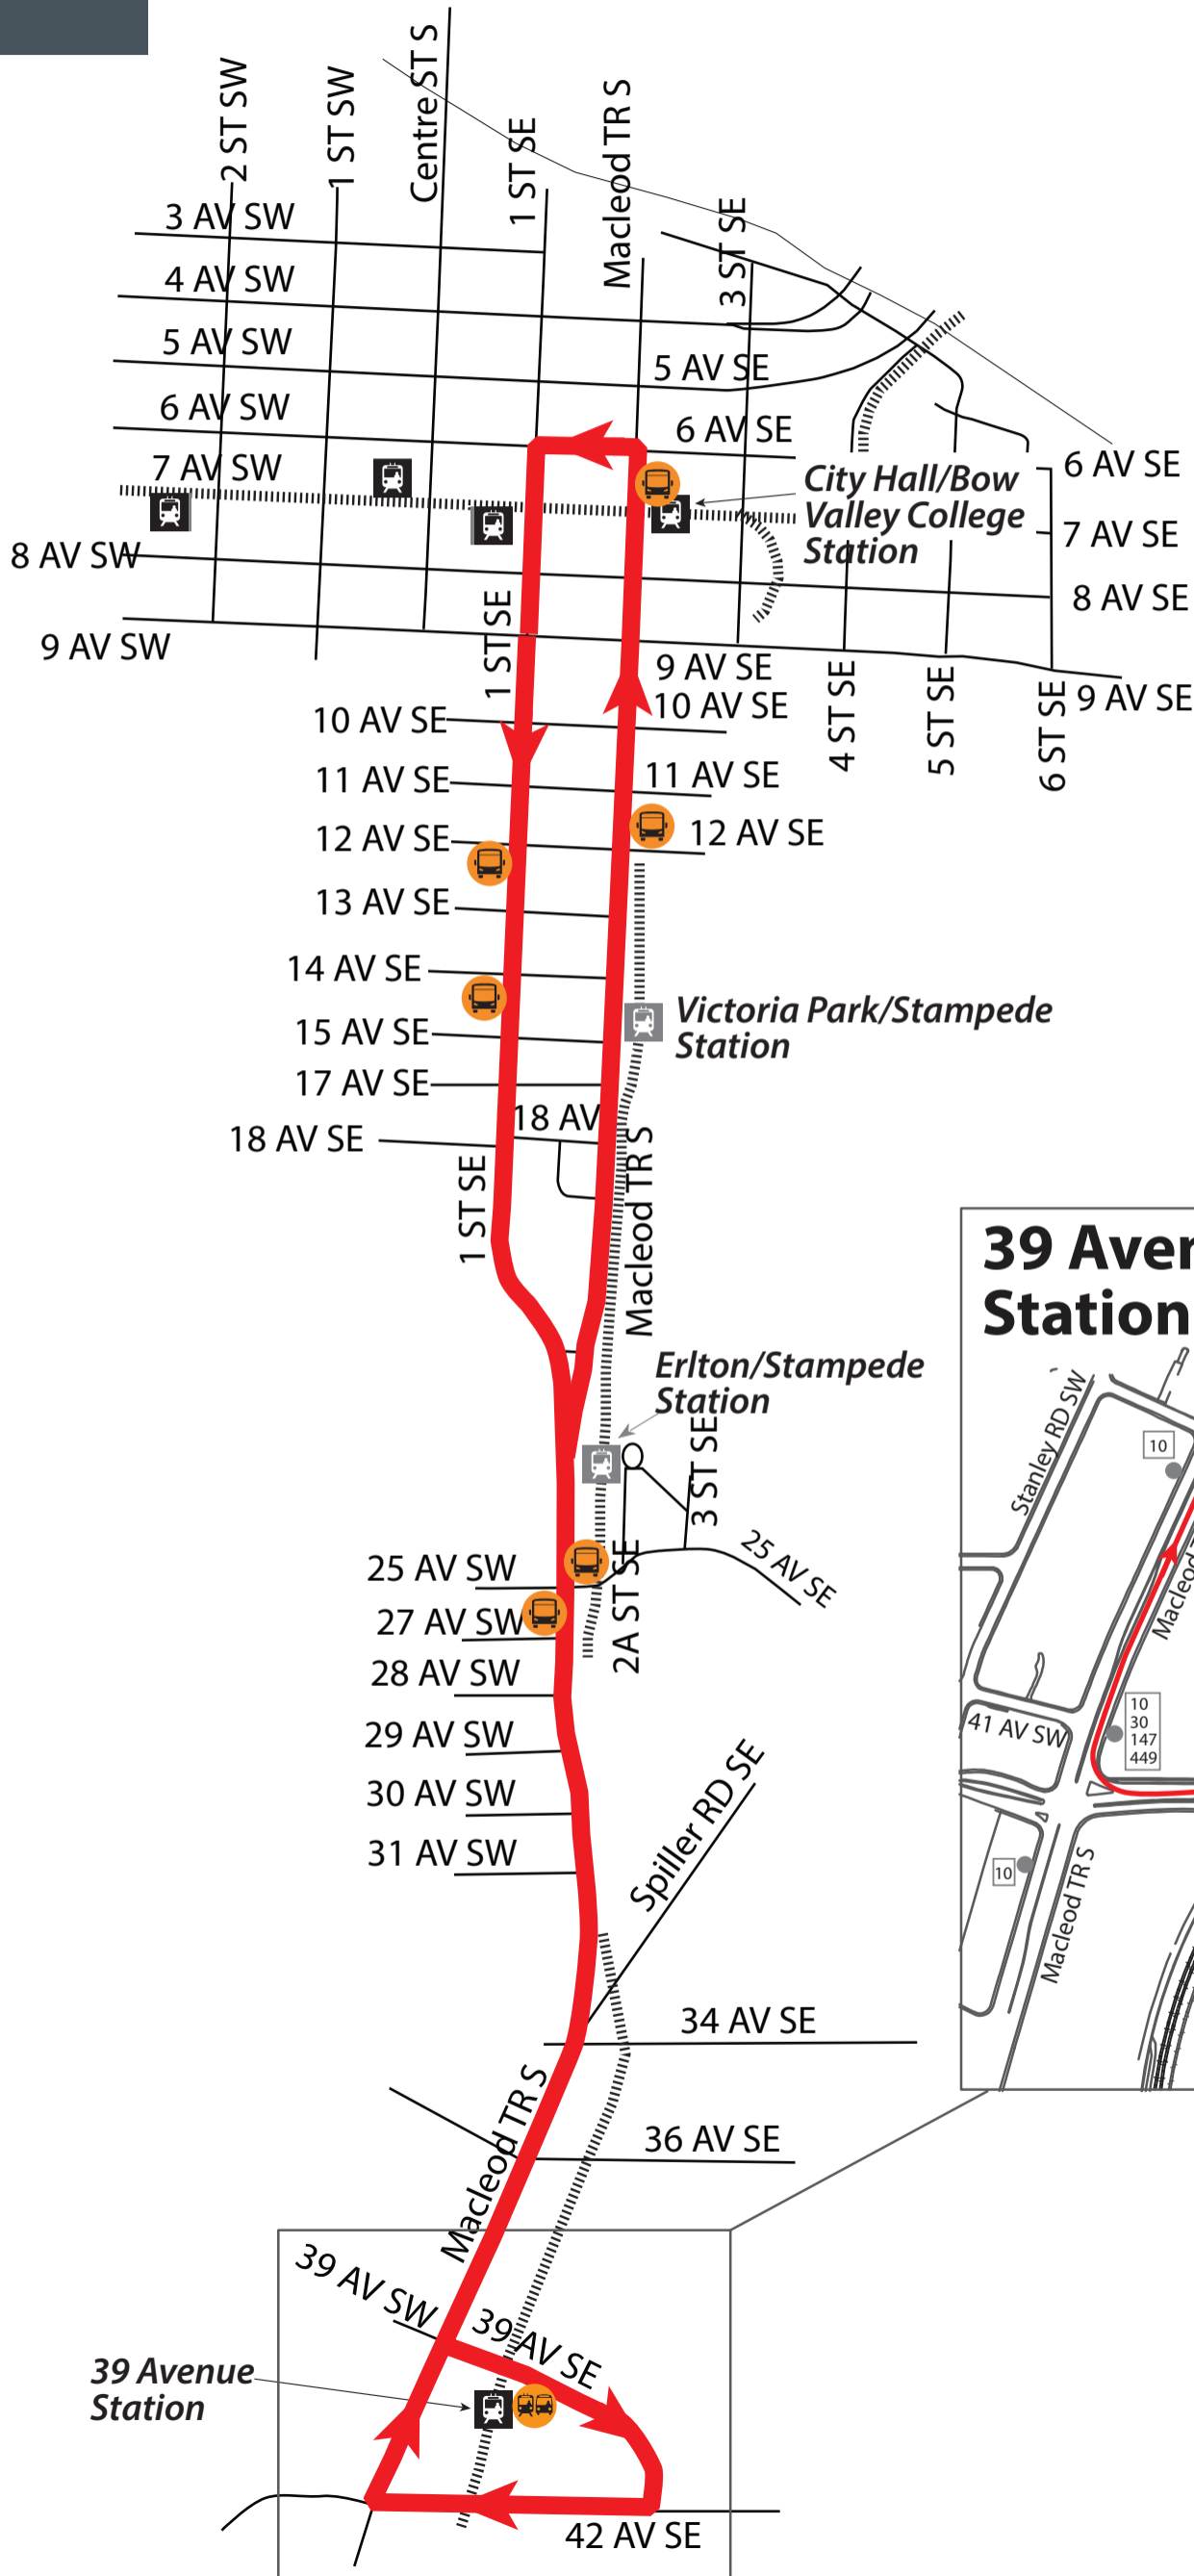 2 ST SW
1 ST SW
Centre ST S
1 ST SE
Macleod TR S
3 ST SE
3 AV SW
4 AV SW
5 AV SW
5 AV SE
6 AV SW
6 AV SE
7 AV SW
City Hall/Bow
Valley College
Station
6 AV SE
7 AV SE
8 AV SW
8 AV SE
9 AV SW
1 ST SE
9 AV SE
9 AV SE
4 ST SE
5 ST SE
6 ST SE
10 AV SE
10 AV SE
11 AV SE
11 AV SE
12 AV SE
12 AV SE
13 AV SE
14 AV SE
Victoria Park/Stampede
Station
15 AV SE
17 AV SE
18 AV
18 AV SE
1 ST SE
Macleod TR S
Erlton/Stampede
Station
3 ST SE
25 AV SW
25 AV SE
2A ST SE
27 AV SW
28 AV SW
29 AV SW
30 AV SW
31 AV SW
Spiller RD SE
34 AV SE
Macleod TR S
36 AV SE
39 AV SW
39 AV SE
39 Avenue
Station
42 AV SE
39 Aver
Station
Stanley RD SW
10
Macleod
41 AV SW
10
30
147
449
10
Macleod TR S